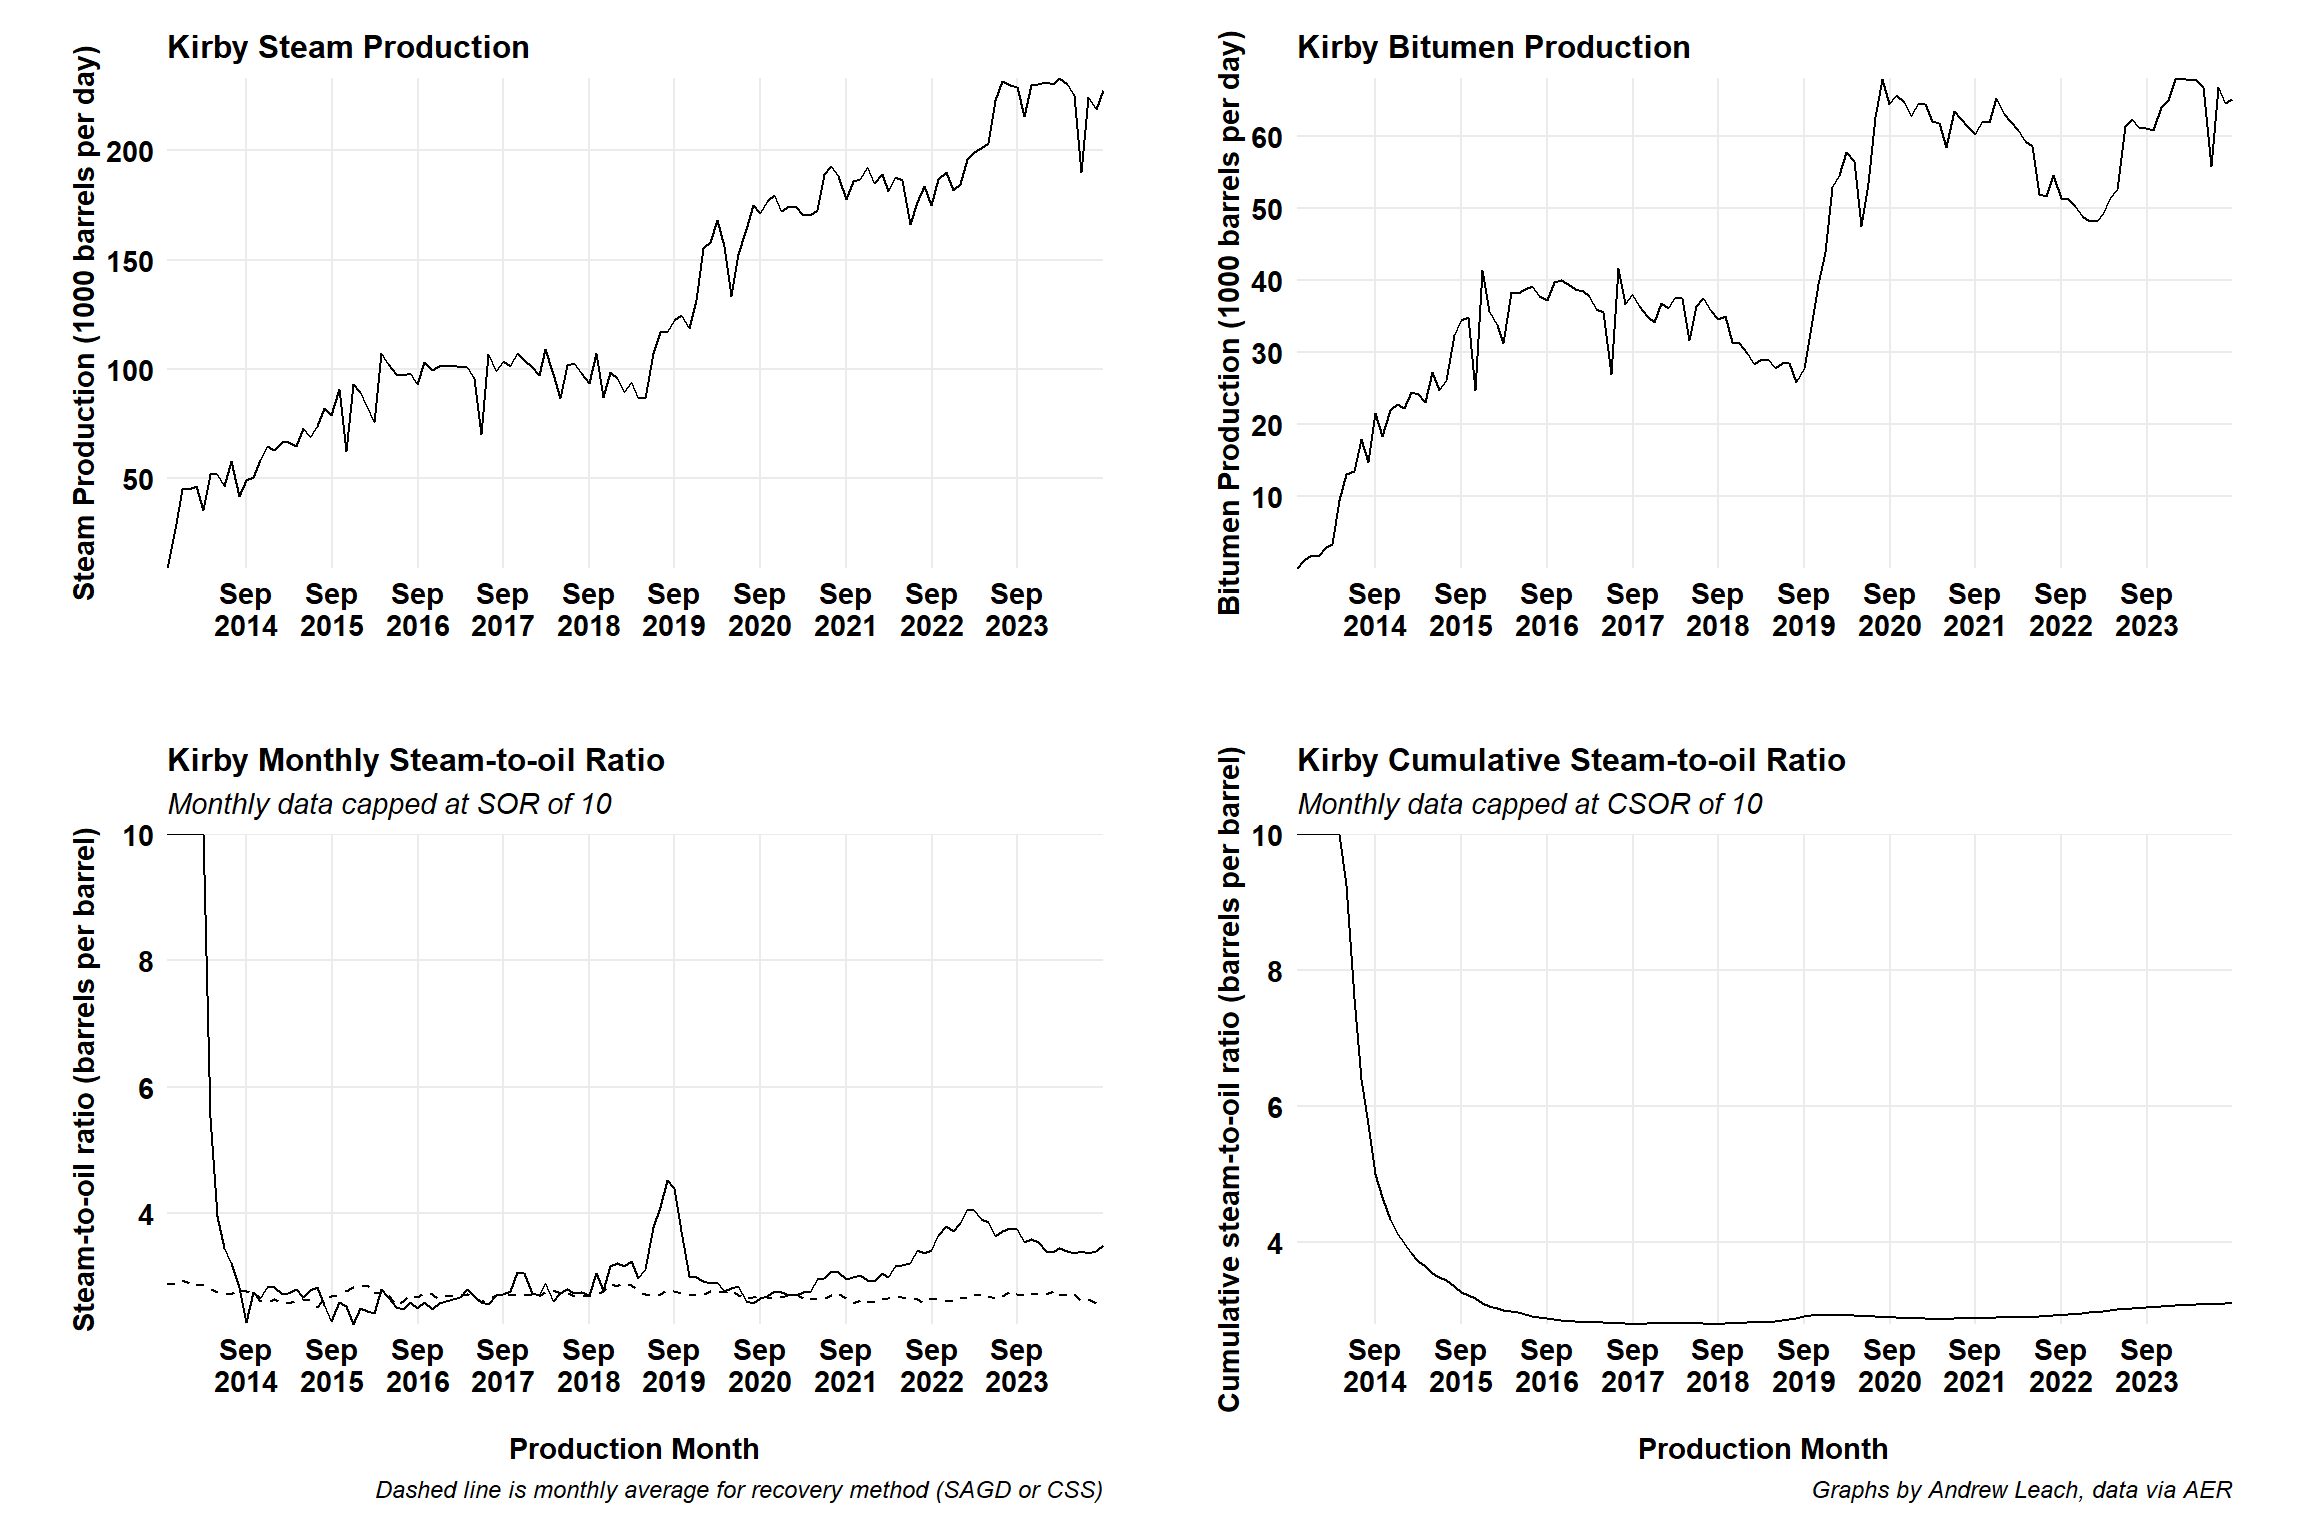 Kirby Steam Production
Steam Production (1000 barrels per day)
200
150
100
50
Sep 2014
Sep 2015
Sep 2016
Sep 2017
Sep 2018
Sep 2019
Sep 2020
Sep 2021
Sep 2022
Sep 2023
Kirby Bitumen Production
Bitumen Production (1000 barrels per day)
60
50
40
30
20
10
Sep 2014
Sep 2015
Sep 2016
Sep 2017
Sep 2018
Sep 2019
Sep 2020
Sep 2021
Sep 2022
Sep 2023
Kirby Monthly Steam-to-oil Ratio
Monthly data capped at SOR of 10
Steam-to-oil ratio (barrels per barrel)
10
8
6
4
Sep 2014
Sep 2015
Sep 2016
Sep 2017
Sep 2018
Sep 2019
Sep 2020
Sep 2021
Sep 2022
Sep 2023
Production Month
Dashed line is monthly average for recovery method (SAGD or CSS)
Kirby Cumulative Steam-to-oil Ratio
Monthly data capped at CSOR of 10
Cumulative steam-to-oil ratio (barrels per barrel)
10
8
6
4
Sep 2014
Sep 2015
Sep 2016
Sep 2017
Sep 2018
Sep 2019
Sep 2020
Sep 2021
Sep 2022
Sep 2023
Production Month
Graphs by Andrew Leach, data via AER